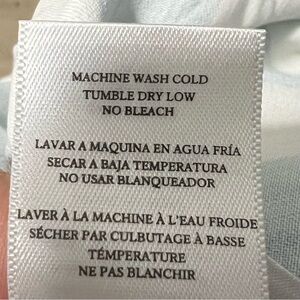 MACHINE WASH COLD
TUMBLE DRY LOW
NO BLEACH
LAVAR A MAQUINA EN AGUA FRÍA
SECAR A BAJA TEMPERATURA
NO USAR BLANQUEADOR
LAVER À LA MACHINE À L'EAU FROIDE
SÉCHER PAR CULBUTAGE À BASSE
TÉMPERATURE
NE PAS BLANCHIR